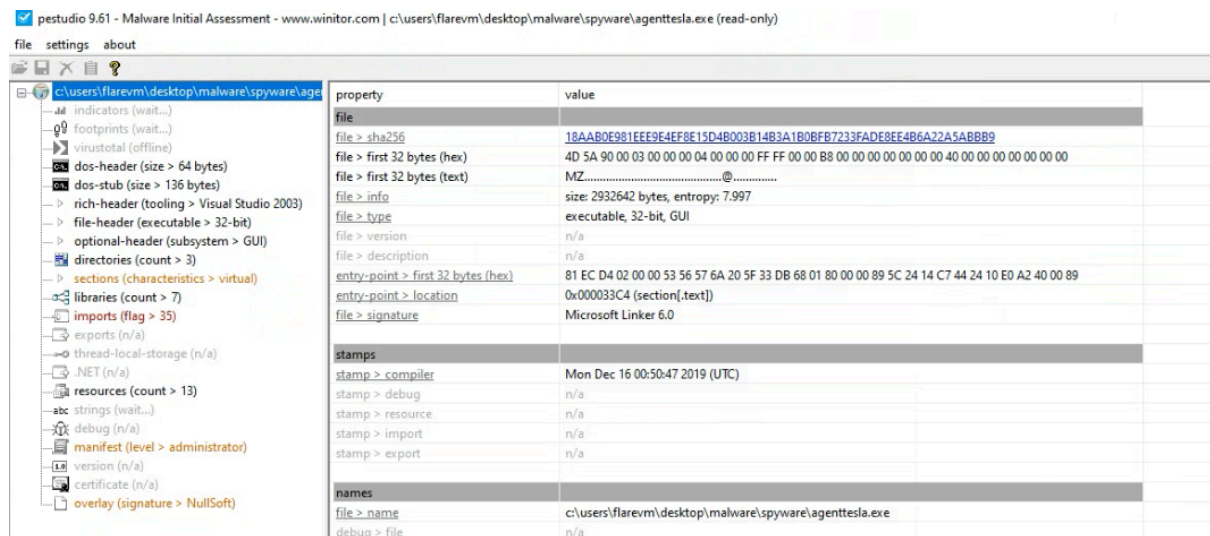 pestudio 9.61 - Malware Initial Assessment - www.winitor.com | c:\users\flarevm\desktop\malware\spyware\agenttesla.exe (read-only)
file settings about
c:\users\flarevm\desktop\malware\spyware\age
indicators (wait...)
footprints (wait...)
virustotal (offline)
dos-header (size > 64 bytes)
dos-stub (size > 136 bytes)
rich-header (tooling > Visual Studio 2003)
file-header (executable > 32-bit)
optional-header (subsystem > GUI)
directories (count > 3)
sections (characteristics > virtual)
libraries (count > 7)
imports (flag > 35)
exports (n/a)
thread-local-storage (n/a)
.NET (n/a)
resources (count > 13)
abc strings (wait...)
debug (n/a)
manifest (level > administrator)
1.0 version (n/a)
certificate (n/a)
overlay (signature > NullSoft)
property value
file
file > sha256 18AAB0E981EEE9E4EF8E15D4B003B14B3A1B0BFB7233FADE8EE4B6A22A5ABBB9
file > first 32 bytes (hex) 4D 5A 90 00 03 00 00 00 04 00 00 00 FF FF 00 00 B8 00 00 00 00 00 00 00 40 00 00 00 00 00 00 00
file > first 32 bytes (text) MZ......................................@..............
file > info size: 2932642 bytes, entropy: 7.997
file > type executable, 32-bit, GUI
file > version n/a
file > description n/a
entry-point > first 32 bytes (hex) 81 EC D4 02 00 00 53 56 57 6A 20 5F 33 DB 68 01 80 00 00 89 5C 24 14 C7 44 24 10 E0 A2 40 00 89
entry-point > location 0x000033C4 (section[.text])
file > signature Microsoft Linker 6.0
stamps
stamp > compiler Mon Dec 16 00:50:47 2019 (UTC)
stamp > debug n/a
stamp > resource n/a
stamp > import n/a
stamp > export n/a
names
file > name c:\users\flarevm\desktop\malware\spyware\agenttesla.exe
debug > file n/a